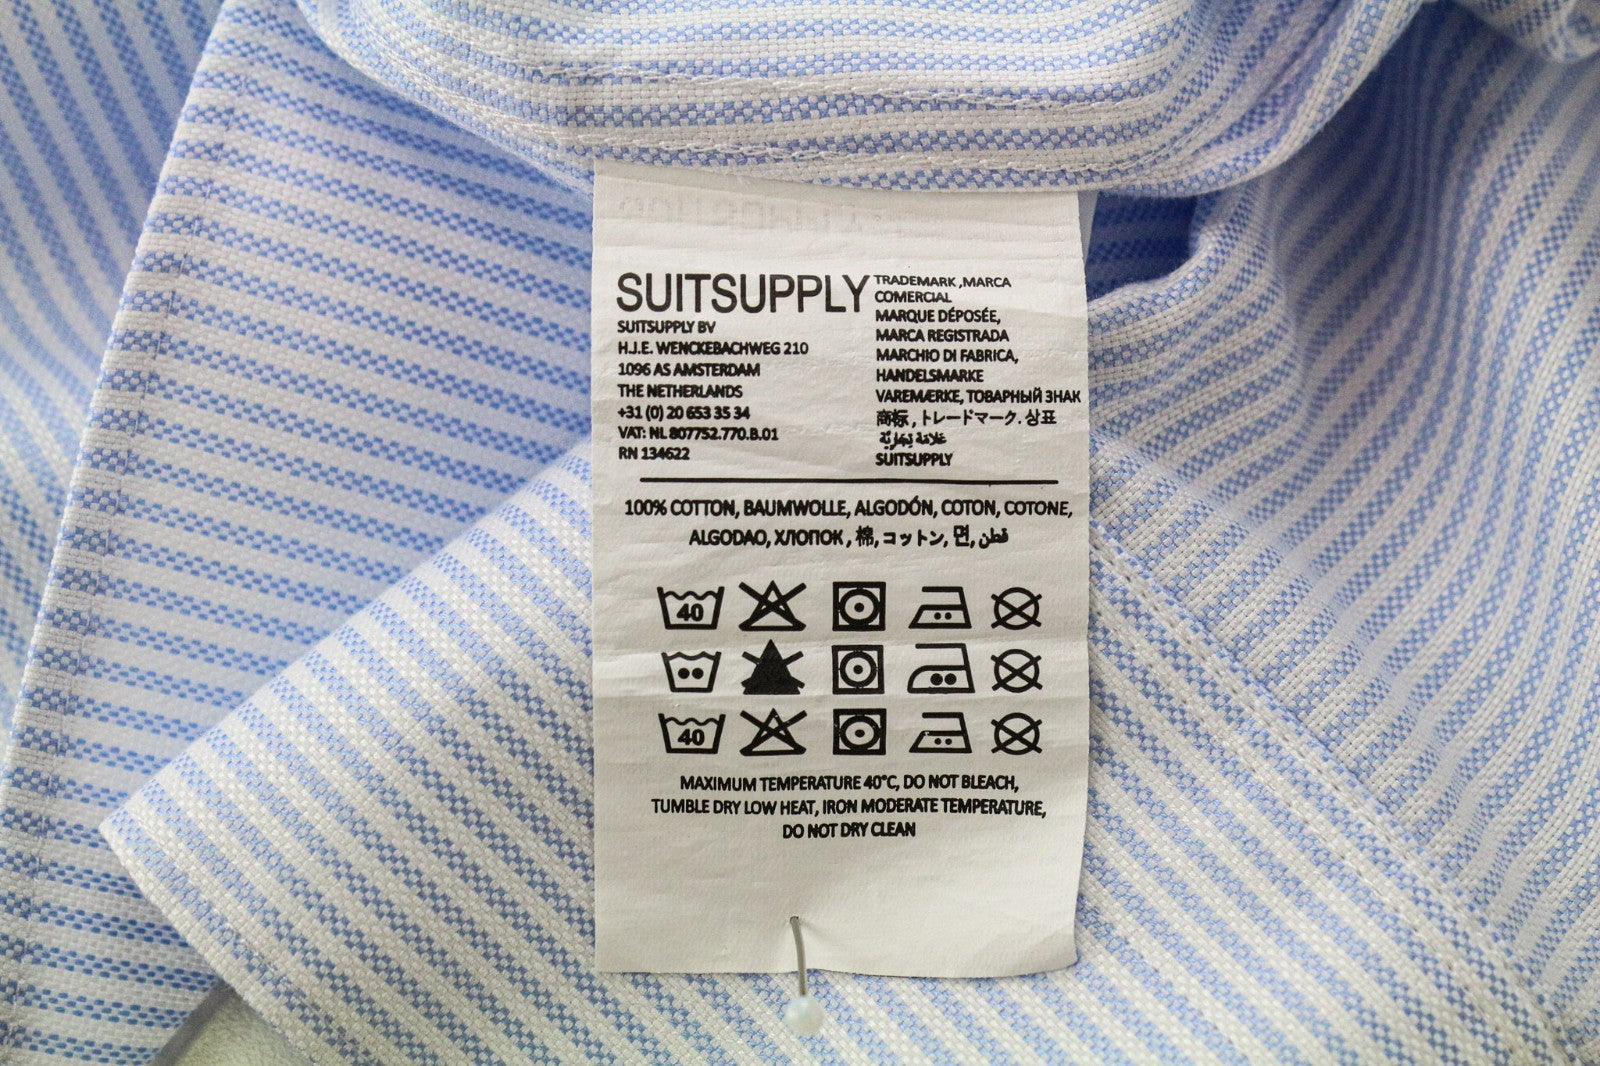 SUITSUPPLY
SUITSUPPLY BV
H.J.E. WENCKEBACHWEG 210
1096 AS AMSTERDAM
THE NETHERLANDS
+31 (0) 20 653 35 34
VAT: NL 807752.770.B.01
RN 134622
TRADEMARK ,MARCA
COMERCIAL
MARQUE DÉPOSÉE,
MARCA REGISTRADA
MARCHIO DI FABRICA,
HANDELSMARKE
VAREMÆRKE, ТОВАРНЫЙ ЗНАК
商标 , トレードマーク. 상표
علامة تجارية
SUITSUPPLY
100% COTTON, BAUMWOLLE, ALGODÓN, COTON, COTONE,
ALGODAO, ХЛОПОК , 棉, コットン, 면, قطن
40
40
MAXIMUM TEMPERATURE 40°C, DO NOT BLEACH,
TUMBLE DRY LOW HEAT, IRON MODERATE TEMPERATURE,
DO NOT DRY CLEAN